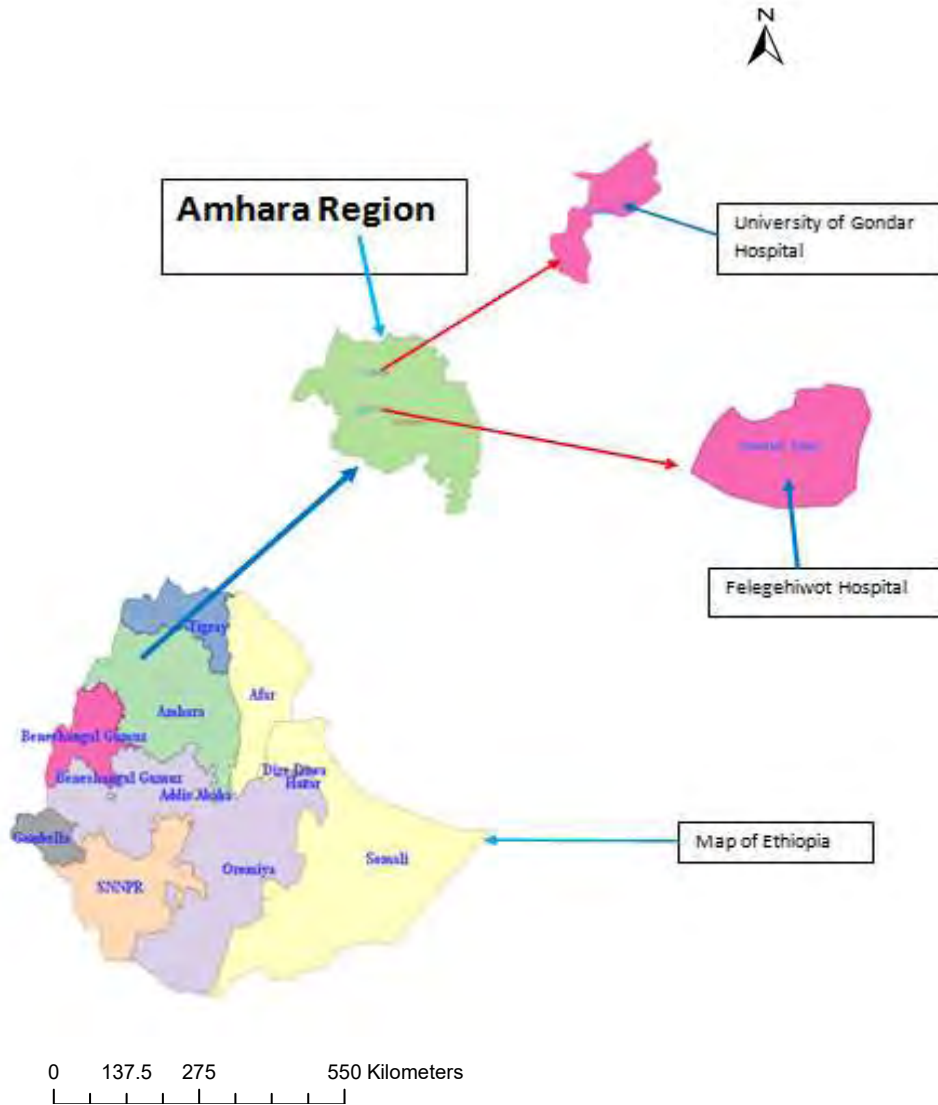 N
Amhara Region
University of Gondar
Hospital
Felegehiwot Hospital
Tigray
Afar
Amhara
Beneshangul Gumuz
Beneshangul Gumuz
Dire Dawa
Harar
Addis Ababa
Gambella
Somali
Oromiya
SNNPR
Map of Ethiopia
0 137.5 275 550 Kilometers